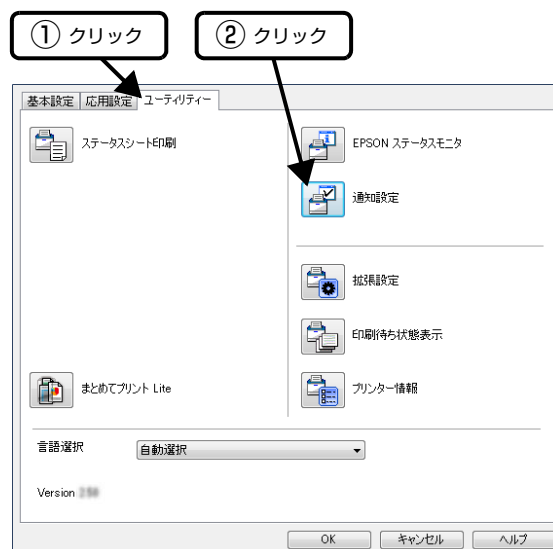 ① クリック ② クリック
基本設定 応用設定 ユーティリティー
ステータスシート印刷 EPSON ステータスモニタ
通知設定
拡張設定
印刷待ち状態表示
まとめてプリント Lite プリンター情報
言語選択 自動選択
Version
OK キャンセル ヘルプ